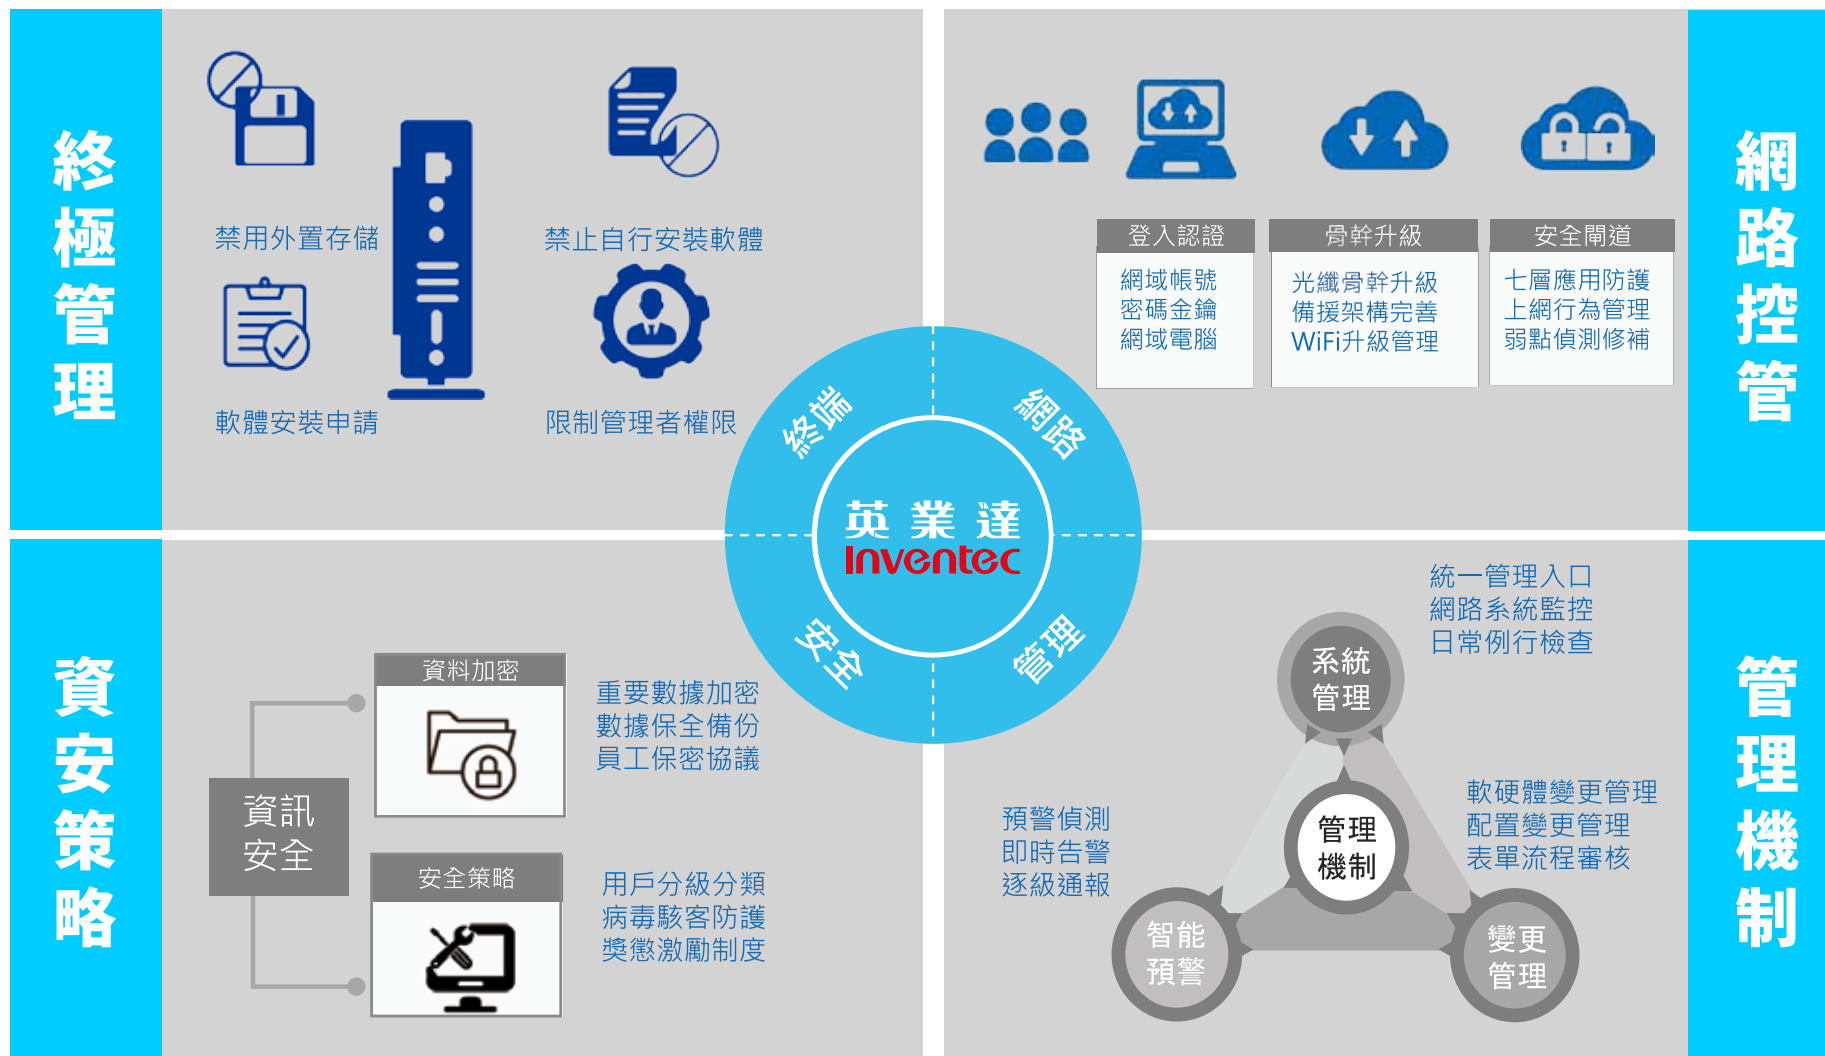 終極管理
禁用外置存儲
禁止自行安裝軟體
軟體安裝申請
限制管理者權限
網路控管
登入認證
網域帳號
密碼金鑰
網域電腦
骨幹升級
光纖骨幹升級
備援架構完善
WiFi升級管理
安全閘道
七層應用防護
上網行為管理
弱點偵測修補
終端
網路
安全
管理
英業達
Inventec
資安策略
資訊
安全
資料加密
重要數據加密
數據保全備份
員工保密協議
安全策略
用戶分級分類
病毒駭客防護
獎懲激勵制度
管理機制
系統
管理
統一管理入口
網路系統監控
日常例行檢查
管理
機制
智能
預警
預警偵測
即時告警
逐級通報
變更
管理
軟硬體變更管理
配置變更管理
表單流程審核